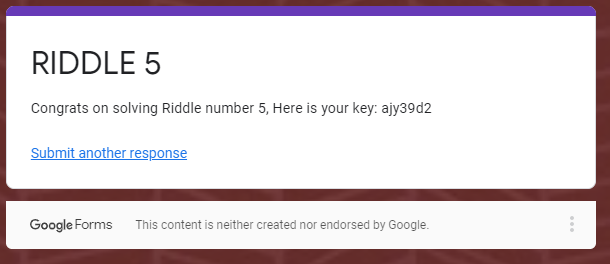 RIDDLE 5
Congrats on solving Riddle number 5, Here is your key: ajy39d2
Submit another response
Google Forms This content is neither created nor endorsed by Google.